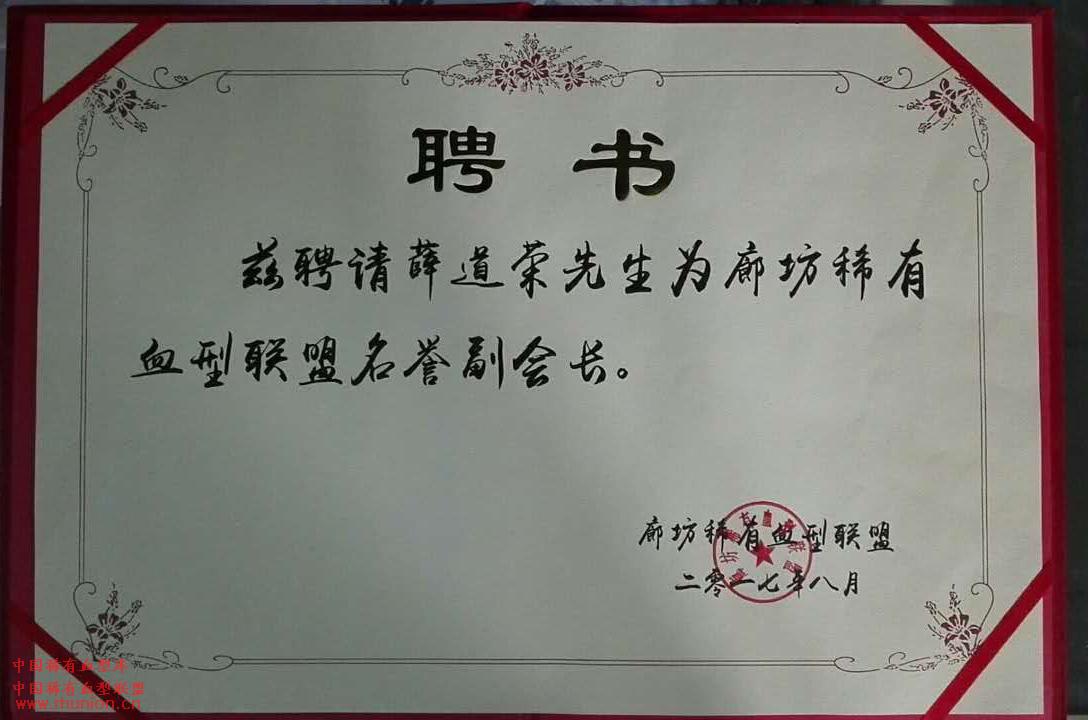 聘书
兹聘请薛道荣先生为廊坊稀有
血型联盟名誉副会长。
廊坊稀有血型联盟
二零一七年八月
中国稀有血型库
中国稀有血型联盟
www.rhunion.cn